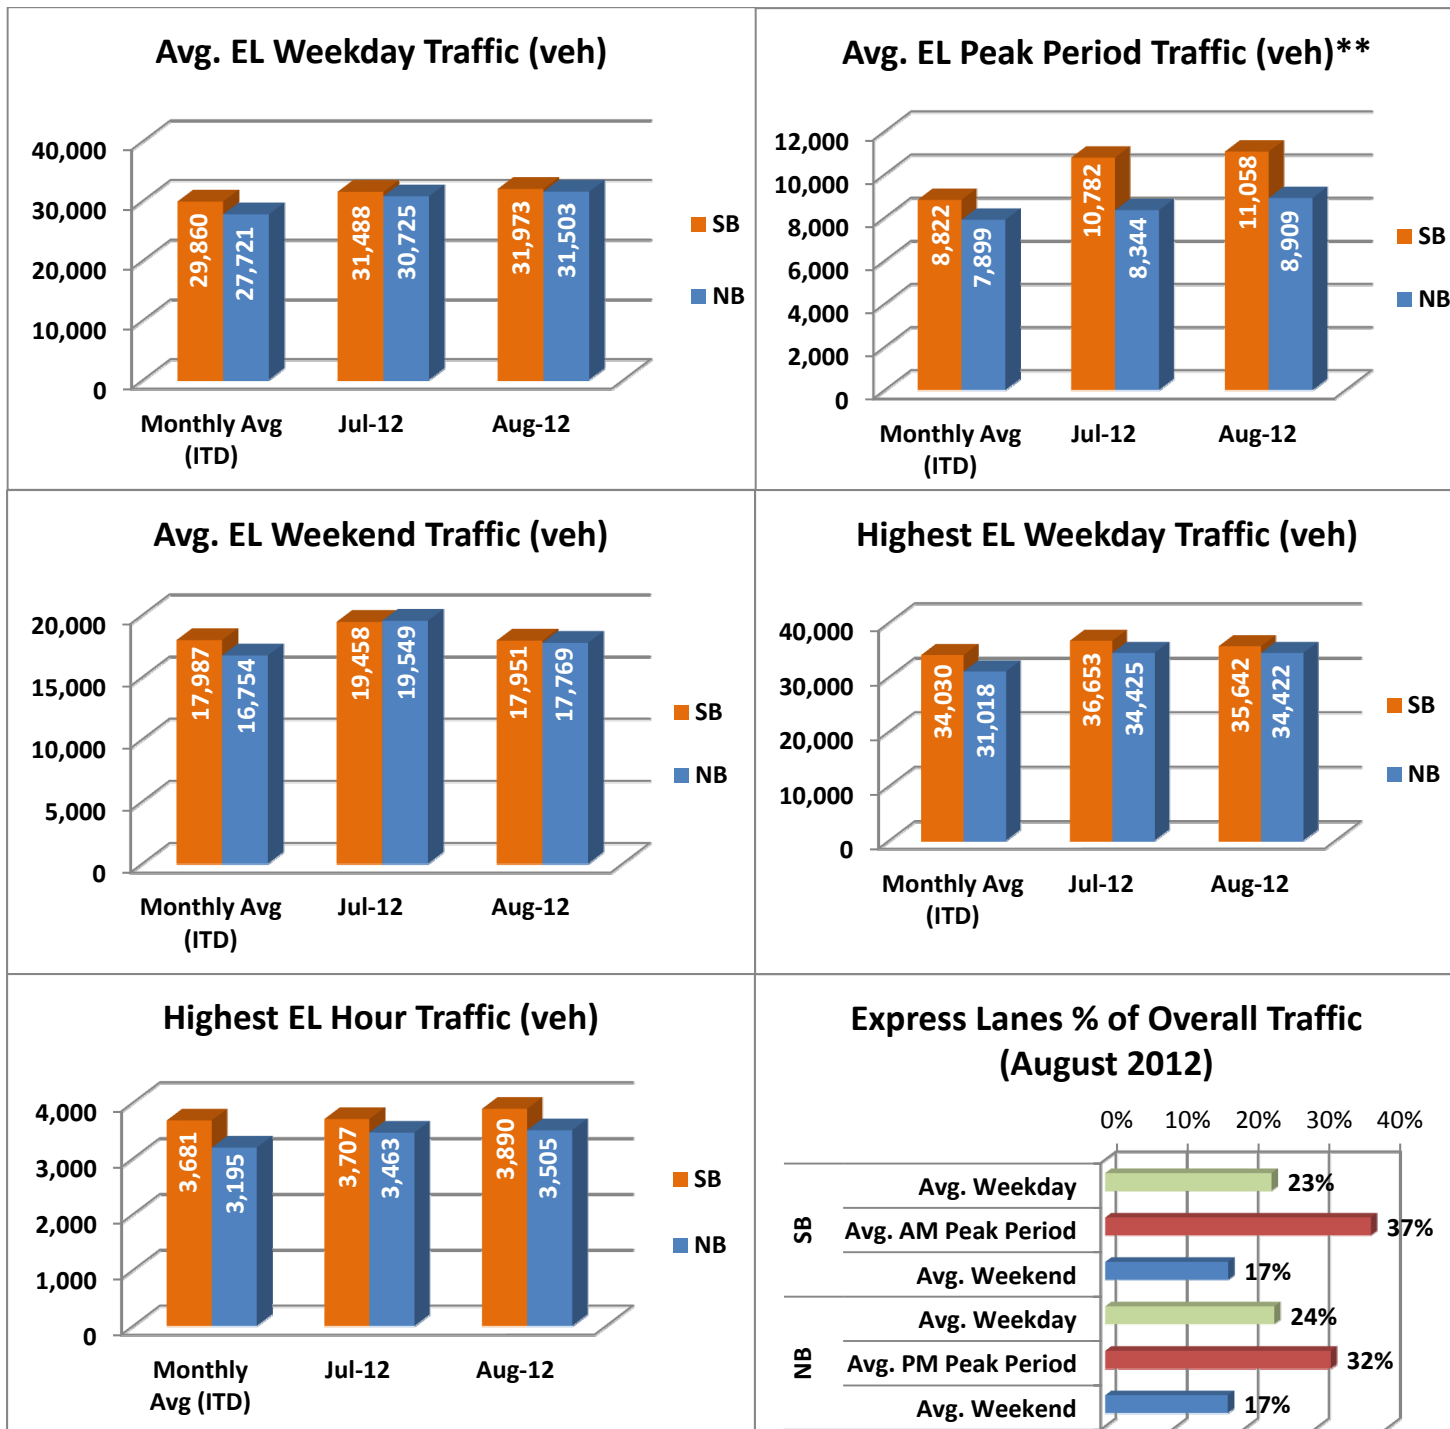 Avg. EL Weekday Traffic (veh)
40,000
30,000
20,000
10,000
0
29,860
27,721
31,488
30,725
31,973
31,503
Monthly Avg
(ITD)
Jul-12
Aug-12
SB
NB
Avg. EL Peak Period Traffic (veh)**
12,000
10,000
8,000
6,000
4,000
2,000
0
8,822
7,899
10,782
8,344
11,058
8,909
Monthly Avg
(ITD)
Jul-12
Aug-12
SB
NB
Avg. EL Weekend Traffic (veh)
20,000
15,000
10,000
5,000
0
17,987
16,754
19,458
19,549
17,951
17,769
Monthly Avg
(ITD)
Jul-12
Aug-12
SB
NB
Highest EL Weekday Traffic (veh)
40,000
30,000
20,000
10,000
0
34,030
31,018
36,653
34,425
35,642
34,422
Monthly Avg
(ITD)
Jul-12
Aug-12
SB
NB
Highest EL Hour Traffic (veh)
4,000
3,000
2,000
1,000
0
3,681
3,195
3,707
3,463
3,890
3,505
Monthly
Avg (ITD)
Jul-12
Aug-12
SB
NB
Express Lanes % of Overall Traffic
(August 2012)
0% 10% 20% 30% 40%
SB
Avg. Weekday 23%
Avg. AM Peak Period 37%
Avg. Weekend 17%
NB
Avg. Weekday 24%
Avg. PM Peak Period 32%
Avg. Weekend 17%